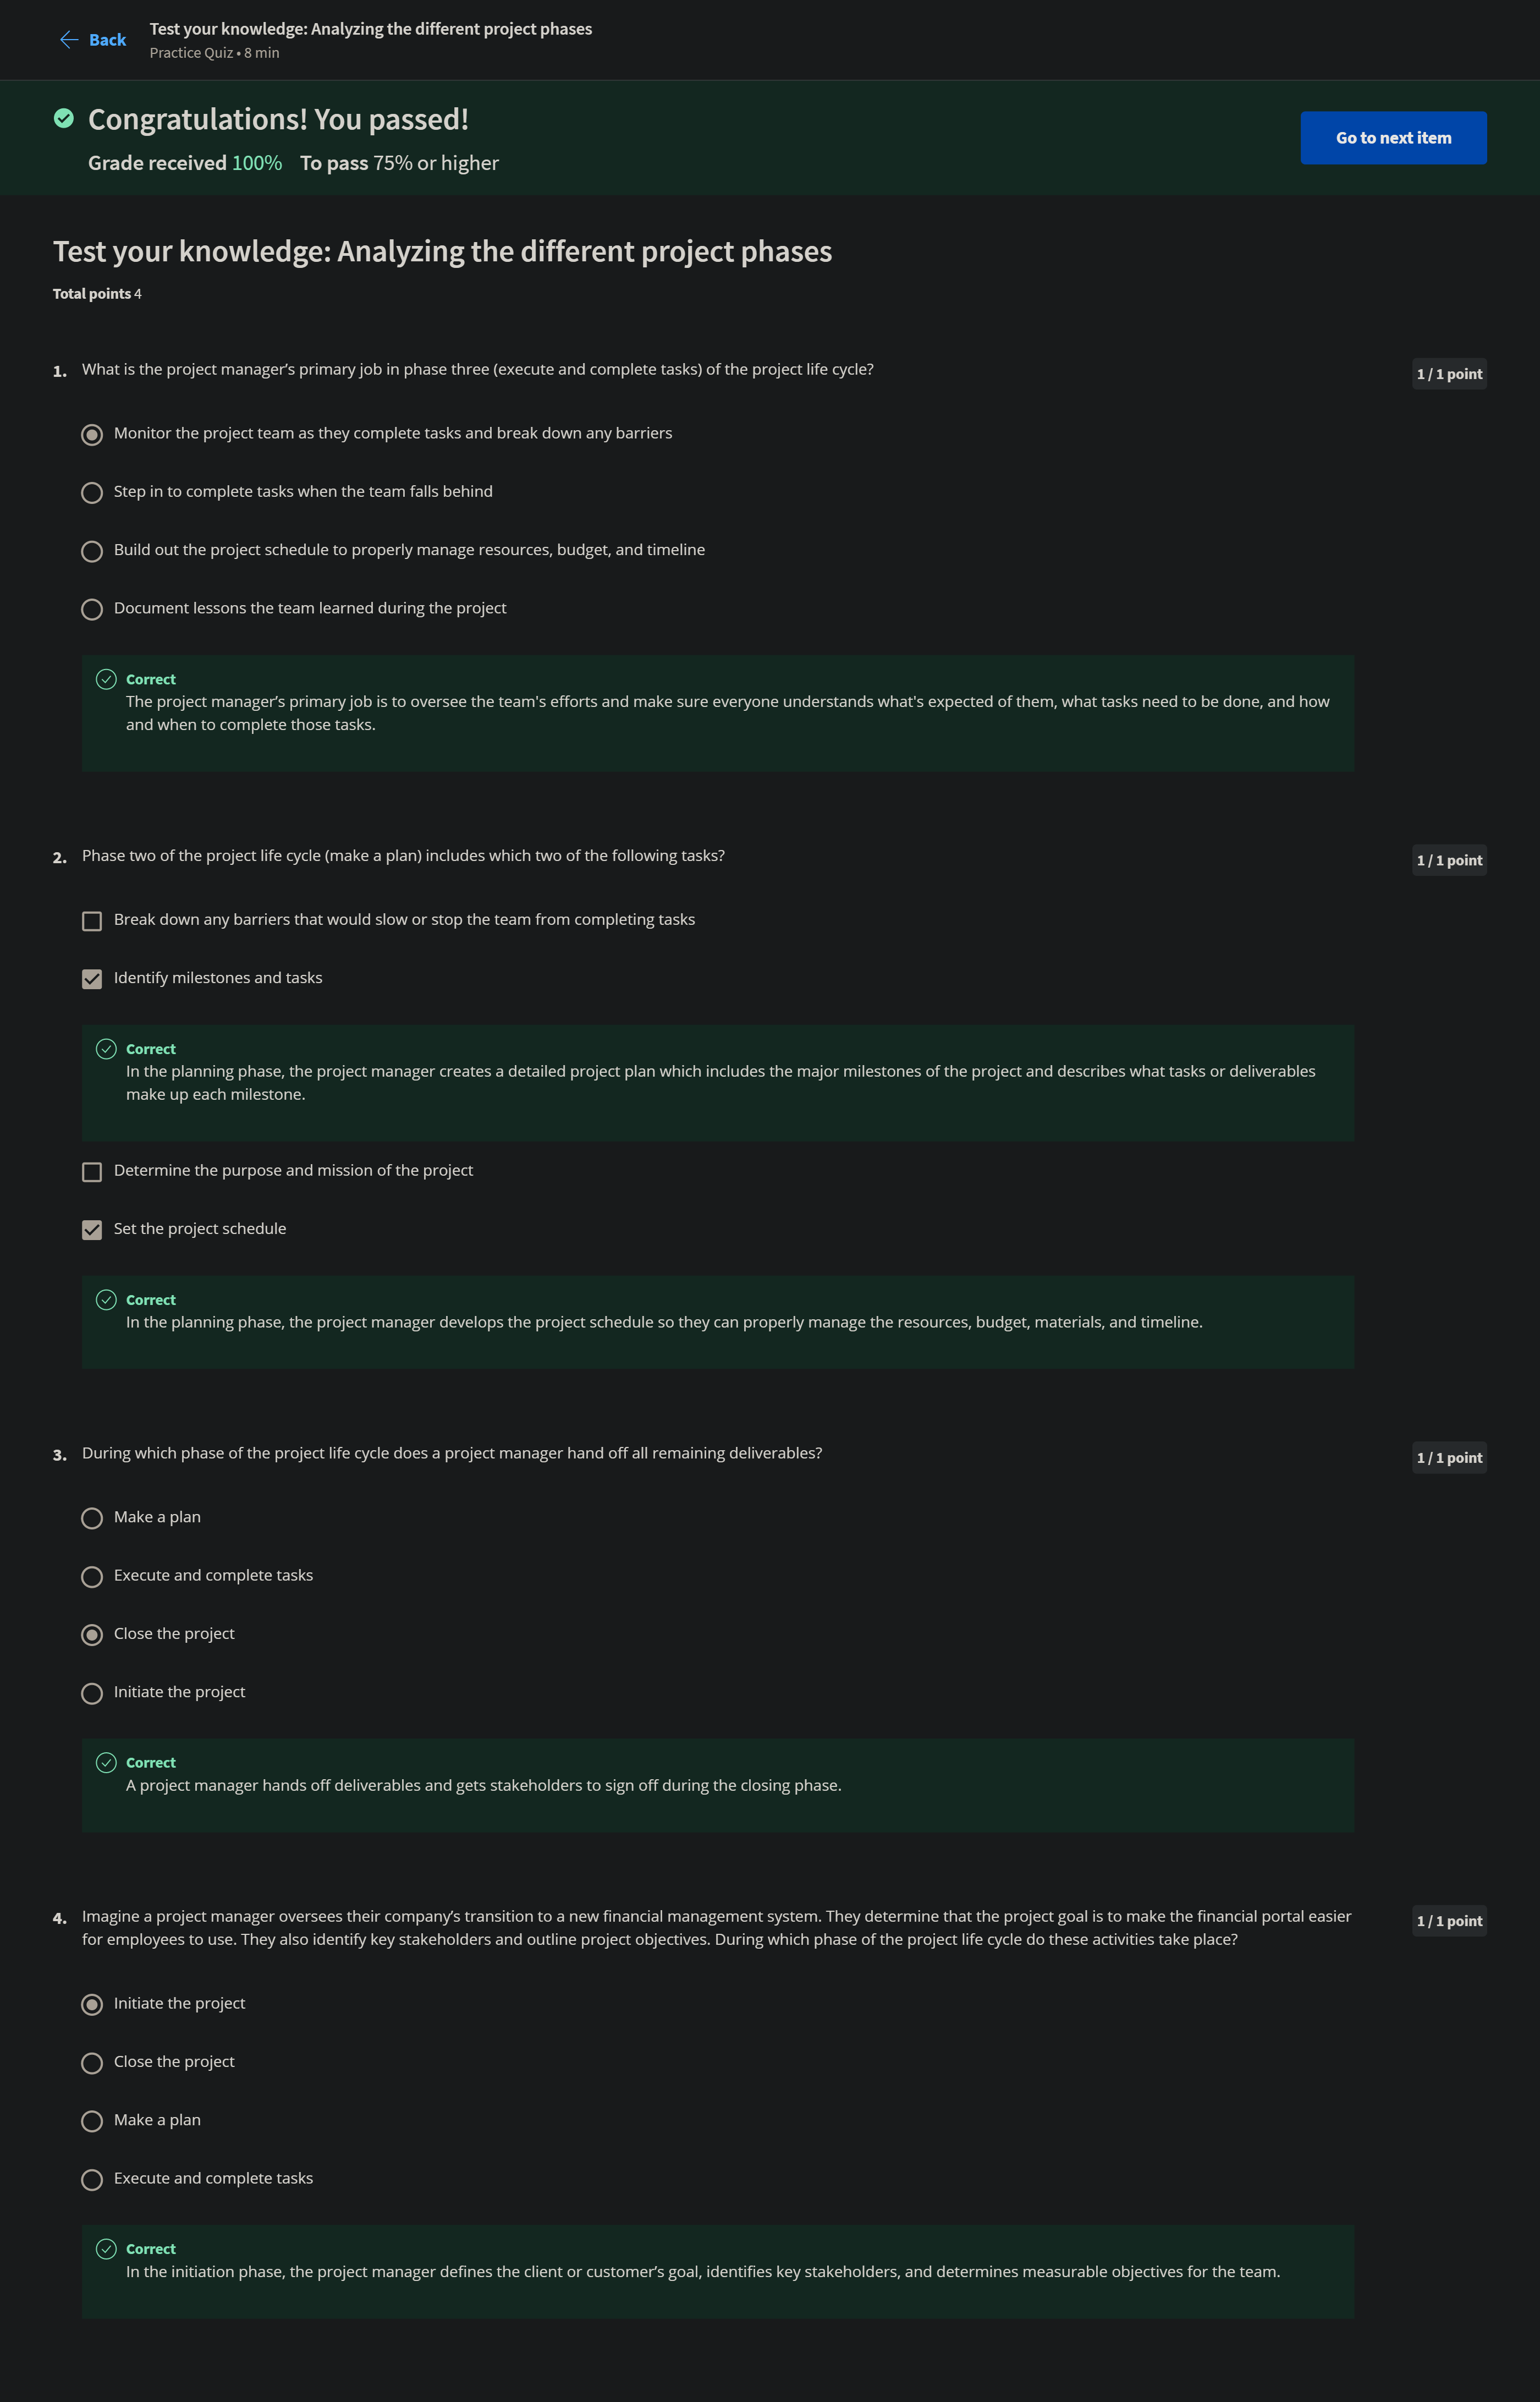 Back
Test your knowledge: Analyzing the different project phases
Practice Quiz • 8 min
Congratulations! You passed!
Grade received 100% To pass 75% or higher
Go to next item
Test your knowledge: Analyzing the different project phases
Total points 4
1. What is the project manager’s primary job in phase three (execute and complete tasks) of the project life cycle?
1 / 1 point
Monitor the project team as they complete tasks and break down any barriers
Step in to complete tasks when the team falls behind
Build out the project schedule to properly manage resources, budget, and timeline
Document lessons the team learned during the project
Correct
The project manager’s primary job is to oversee the team's efforts and make sure everyone understands what's expected of them, what tasks need to be done, and how
and when to complete those tasks.
2. Phase two of the project life cycle (make a plan) includes which two of the following tasks?
1 / 1 point
Break down any barriers that would slow or stop the team from completing tasks
Identify milestones and tasks
Correct
In the planning phase, the project manager creates a detailed project plan which includes the major milestones of the project and describes what tasks or deliverables
make up each milestone.
Determine the purpose and mission of the project
Set the project schedule
Correct
In the planning phase, the project manager develops the project schedule so they can properly manage the resources, budget, materials, and timeline.
3. During which phase of the project life cycle does a project manager hand off all remaining deliverables?
1 / 1 point
Make a plan
Execute and complete tasks
Close the project
Initiate the project
Correct
A project manager hands off deliverables and gets stakeholders to sign off during the closing phase.
4. Imagine a project manager oversees their company’s transition to a new financial management system. They determine that the project goal is to make the financial portal easier
for employees to use. They also identify key stakeholders and outline project objectives. During which phase of the project life cycle do these activities take place?
1 / 1 point
Initiate the project
Close the project
Make a plan
Execute and complete tasks
Correct
In the initiation phase, the project manager defines the client or customer’s goal, identifies key stakeholders, and determines measurable objectives for the team.